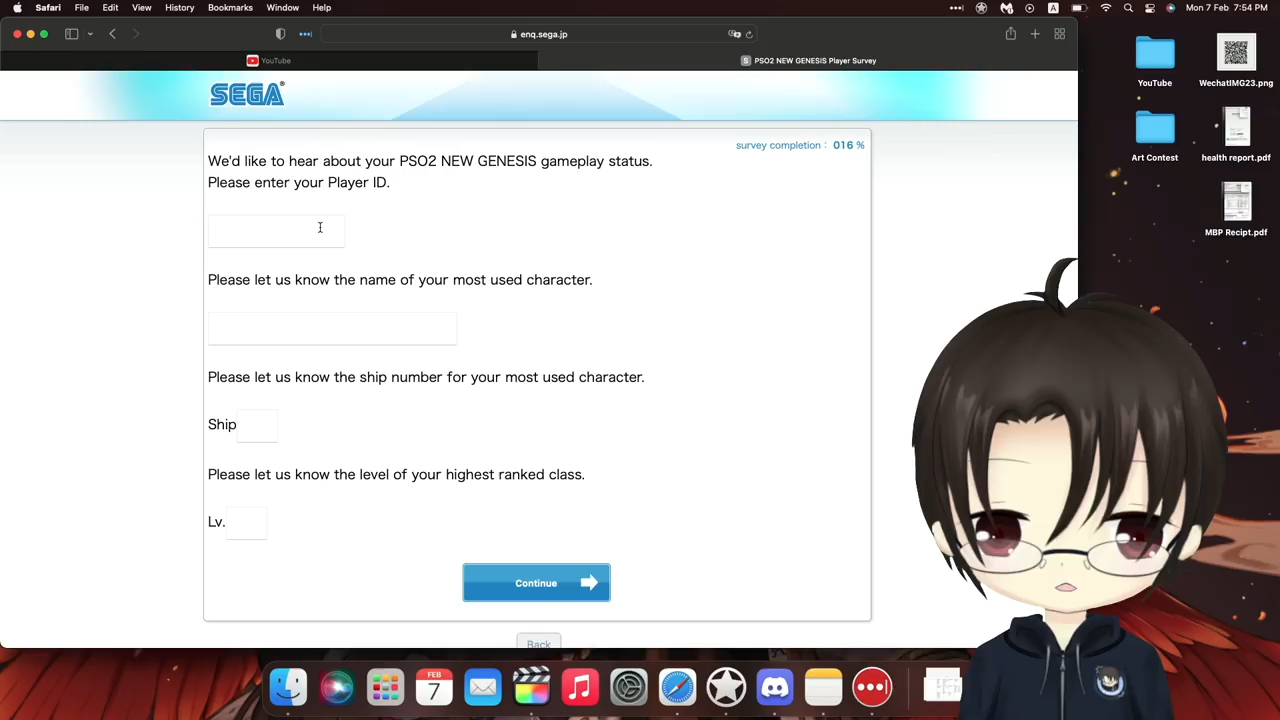 Safari File Edit View History Bookmarks Window Help
A
Mon 7 Feb 7:54 PM
enq.sega.jp
YouTube
S PSO2 NEW GENESIS Player Survey
SEGA®
survey completion : 016 %
We'd like to hear about your PSO2 NEW GENESIS gameplay status.
Please enter your Player ID.
Please let us know the name of your most used character.
Please let us know the ship number for your most used character.
Ship
Please let us know the level of your highest ranked class.
Lv.
Continue
Back
YouTube
WechatIMG23.png
Art Contest
health report.pdf
MBP Recipt.pdf
FEB
7